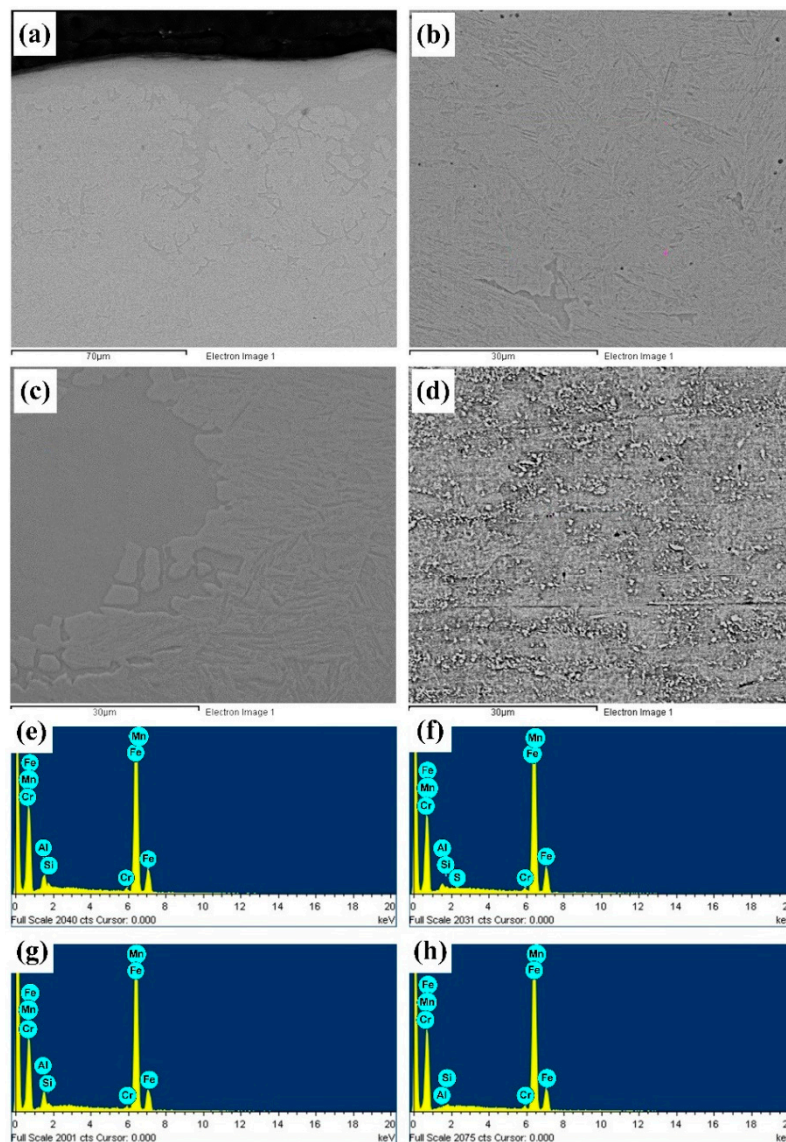 (a)
(b)
70µm Electron Image 1
30µm Electron Image 1
(c)
(d)
30µm Electron Image 1
30µm
(e)
Mn
Fe
Fe
Mn
Cr
Al
Si
Cr
Fe
0 2 4 6 8 10 12 14 16 18 20
Full Scale 2040 cts Cursor: 0.000 keV
(f)
Mn
Fe
Fe
Mn
Cr
Al
Si
S
Cr
Fe
0 2 4 6 8 10 12 14 16 18 20
Full Scale 2031 cts Cursor: 0.000
(g)
Mn
Fe
Fe
Mn
Cr
Al
Si
Cr
Fe
0 2 4 6 8 10 12 14 16 18 20
Full Scale 2001 cts Cursor: 0.000 keV
(h)
Mn
Fe
Fe
Mn
Cr
Si
Al
Cr
Fe
0 2 4 6 8 10 12 14 16 18
Full Scale 2075 cts Cursor: 0.000